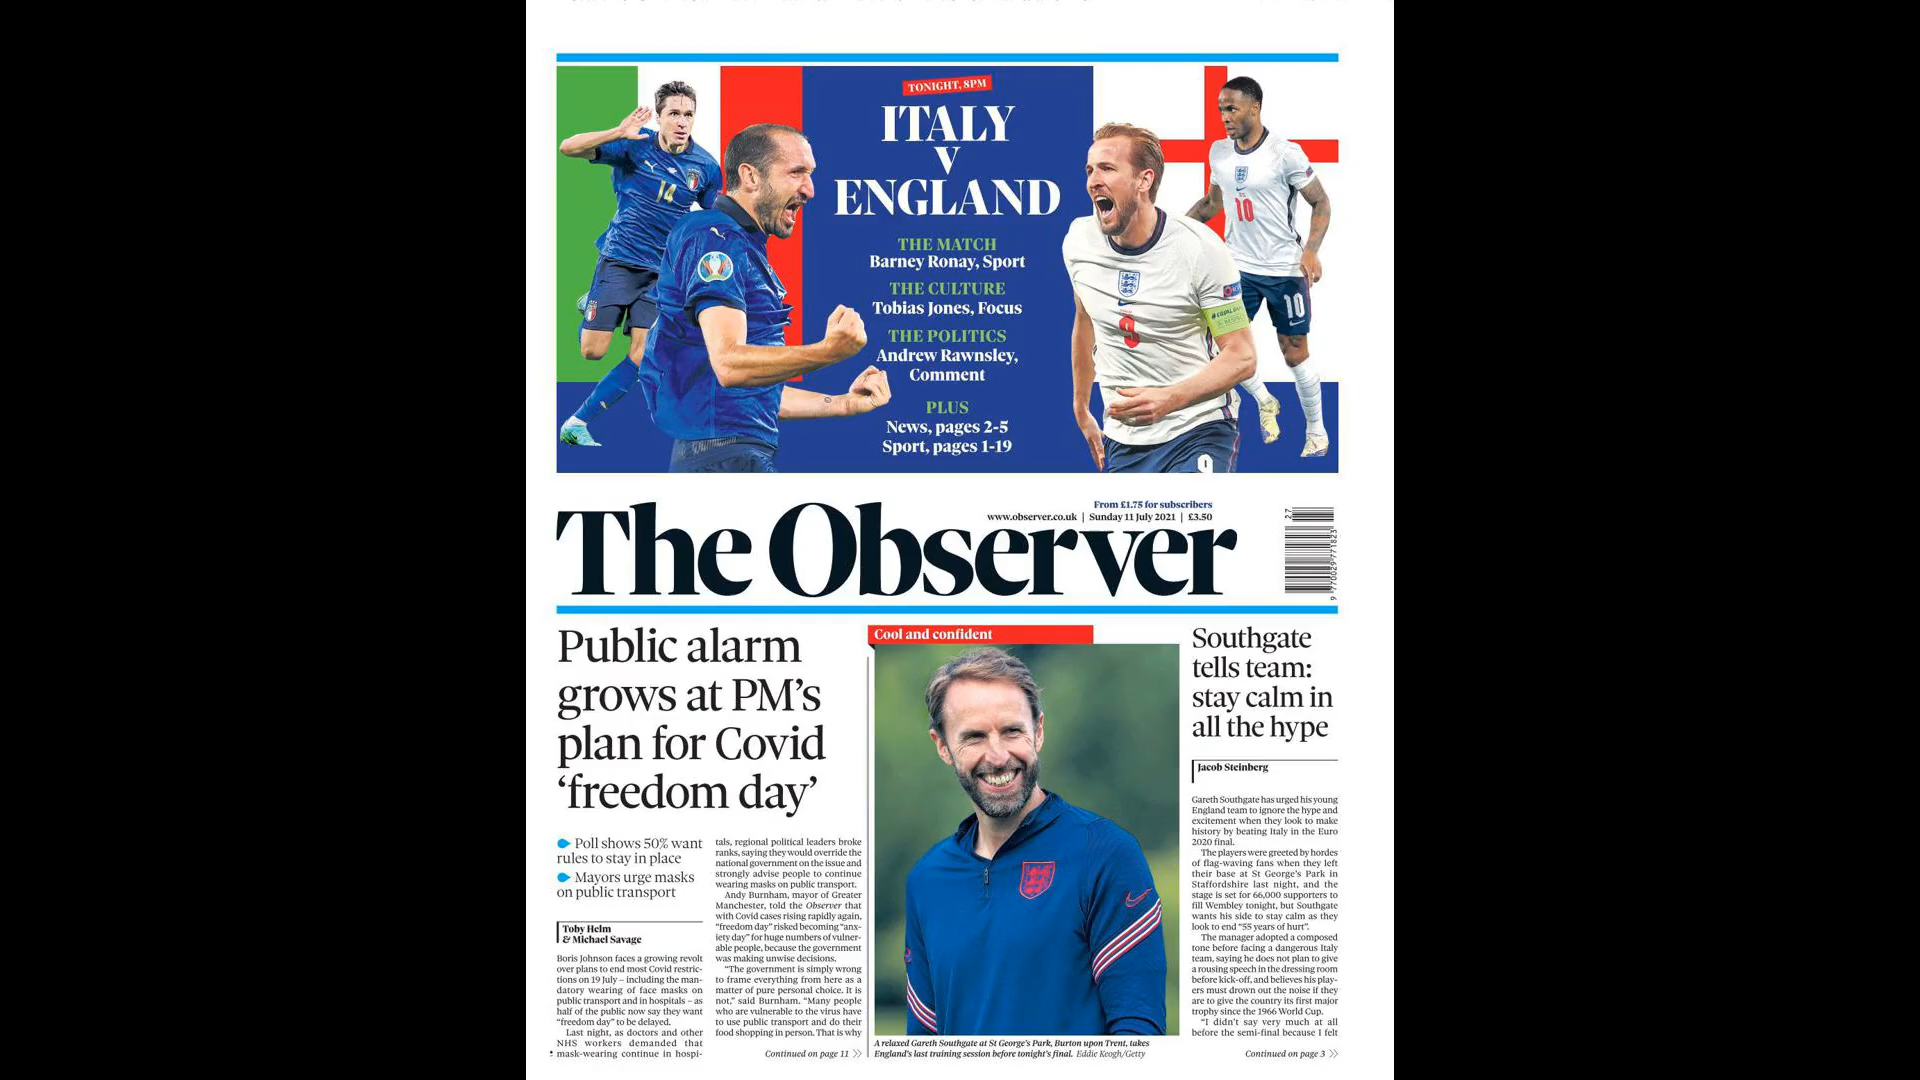 TONIGHT, 8PM
ITALY
V
ENGLAND
THE MATCH
Barney Ronay, Sport
THE CULTURE
Tobias Jones, Focus
THE POLITICS
Andrew Rawnsley,
Comment
PLUS
News, pages 2-5
Sport, pages 1-19
14
10
10
9
9
From £1.75 for subscribers
www.observer.co.uk | Sunday 11 July 2021 | £3.50
The Observer
27
9 770029 771823
Public alarm
grows at PM's
plan for Covid
'freedom day'
Poll shows 50% want
rules to stay in place
Mayors urge masks
on public transport
Toby Helm
& Michael Savage
Boris Johnson faces a growing revolt
over plans to end most Covid restric-
tions on 19 July – including the man-
datory wearing of face masks on
public transport and in hospitals – as
half of the public now say they want
"freedom day" to be delayed.
Last night, as doctors and other
NHS workers demanded that
mask-wearing continue in hospi-
tals, regional political leaders broke
ranks, saying they would override the
national government on the issue and
strongly advise people to continue
wearing masks on public transport.
Andy Burnham, mayor of Greater
Manchester, told the Observer that
with Covid cases rising rapidly again,
"freedom day" risked becoming "anx-
iety day" for huge numbers of vulner-
able people, because the government
was making unwise decisions.
"The government is simply wrong
to frame everything from here as a
matter of pure personal choice. It is
not," said Burnham. "Many people
who are vulnerable to the virus have
to use public transport and do their
food shopping in person. That is why
Continued on page 11
Cool and confident
A relaxed Gareth Southgate at St George's Park, Burton upon Trent, takes
England's last training session before tonight's final. Eddie Keogh/Getty
Southgate
tells team:
stay calm in
all the hype
Jacob Steinberg
Gareth Southgate has urged his young
England team to ignore the hype and
excitement when they look to make
history by beating Italy in the Euro
2020 final.
The players were greeted by hordes
of flag-waving fans when they left
their base at St George's Park in
Staffordshire last night, and the
stage is set for 66,000 supporters to
fill Wembley tonight, but Southgate
wants his side to stay calm as they
look to end "55 years of hurt".
The manager adopted a composed
tone before facing a dangerous Italy
team, saying he does not plan to give
a rousing speech in the dressing room
before kick-off, and believes his play-
ers must drown out the noise if they
are to give the country its first major
trophy since the 1966 World Cup.
"I didn't say very much at all
before the semi-final because I felt
Continued on page 3